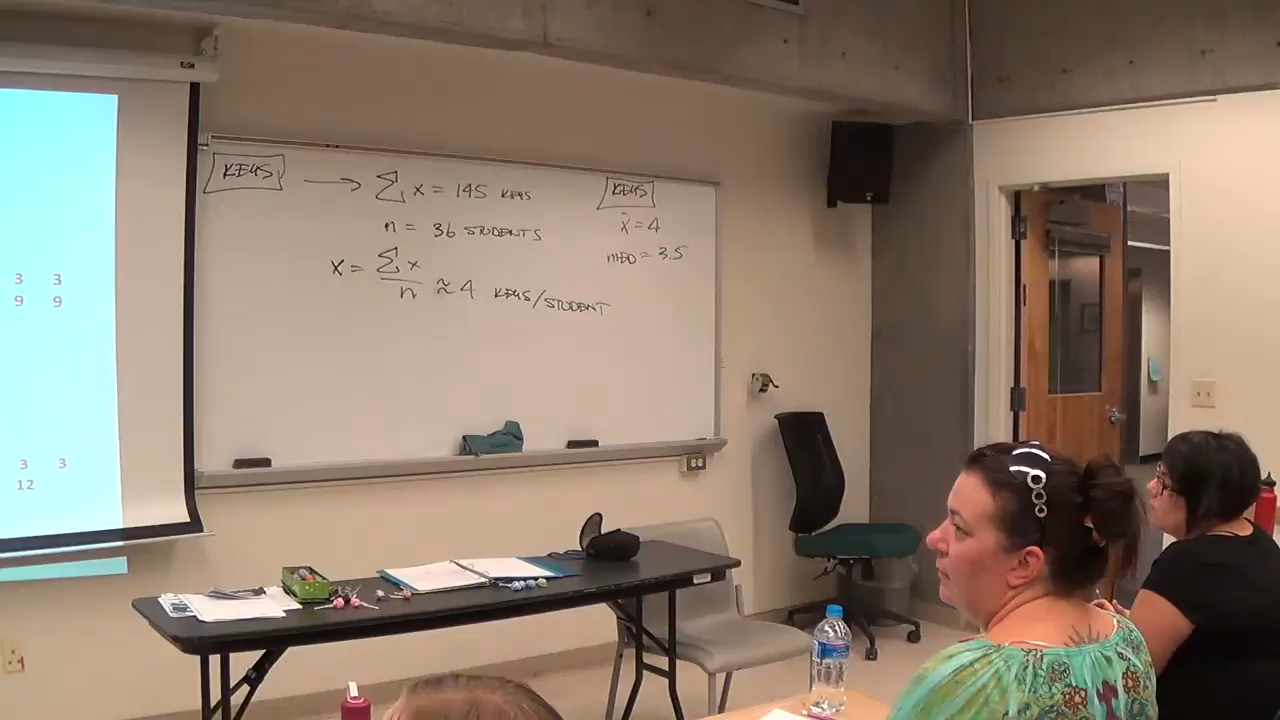 KEYS → ∑ x = 145 KEYS
n = 36 STUDENTS
x = ∑ x / n ≈ 4 KEYS/STUDENT
KEYS
x̄ = 4
MED = 3.5
3 3
9 9
3 3
12